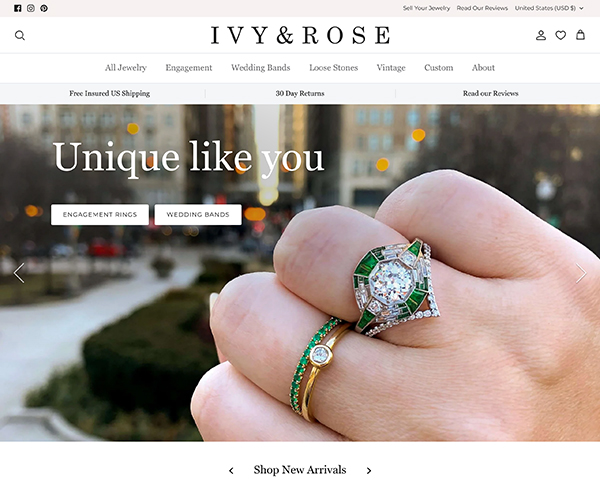 Sell Your Jewelry Read Our Reviews United States (USD $)
IVY&ROSE
All Jewelry Engagement Wedding Bands Loose Stones Vintage Custom About
Free Insured US Shipping 30 Day Returns Read our Reviews
Unique like you
ENGAGEMENT RINGS WEDDING BANDS
Shop New Arrivals